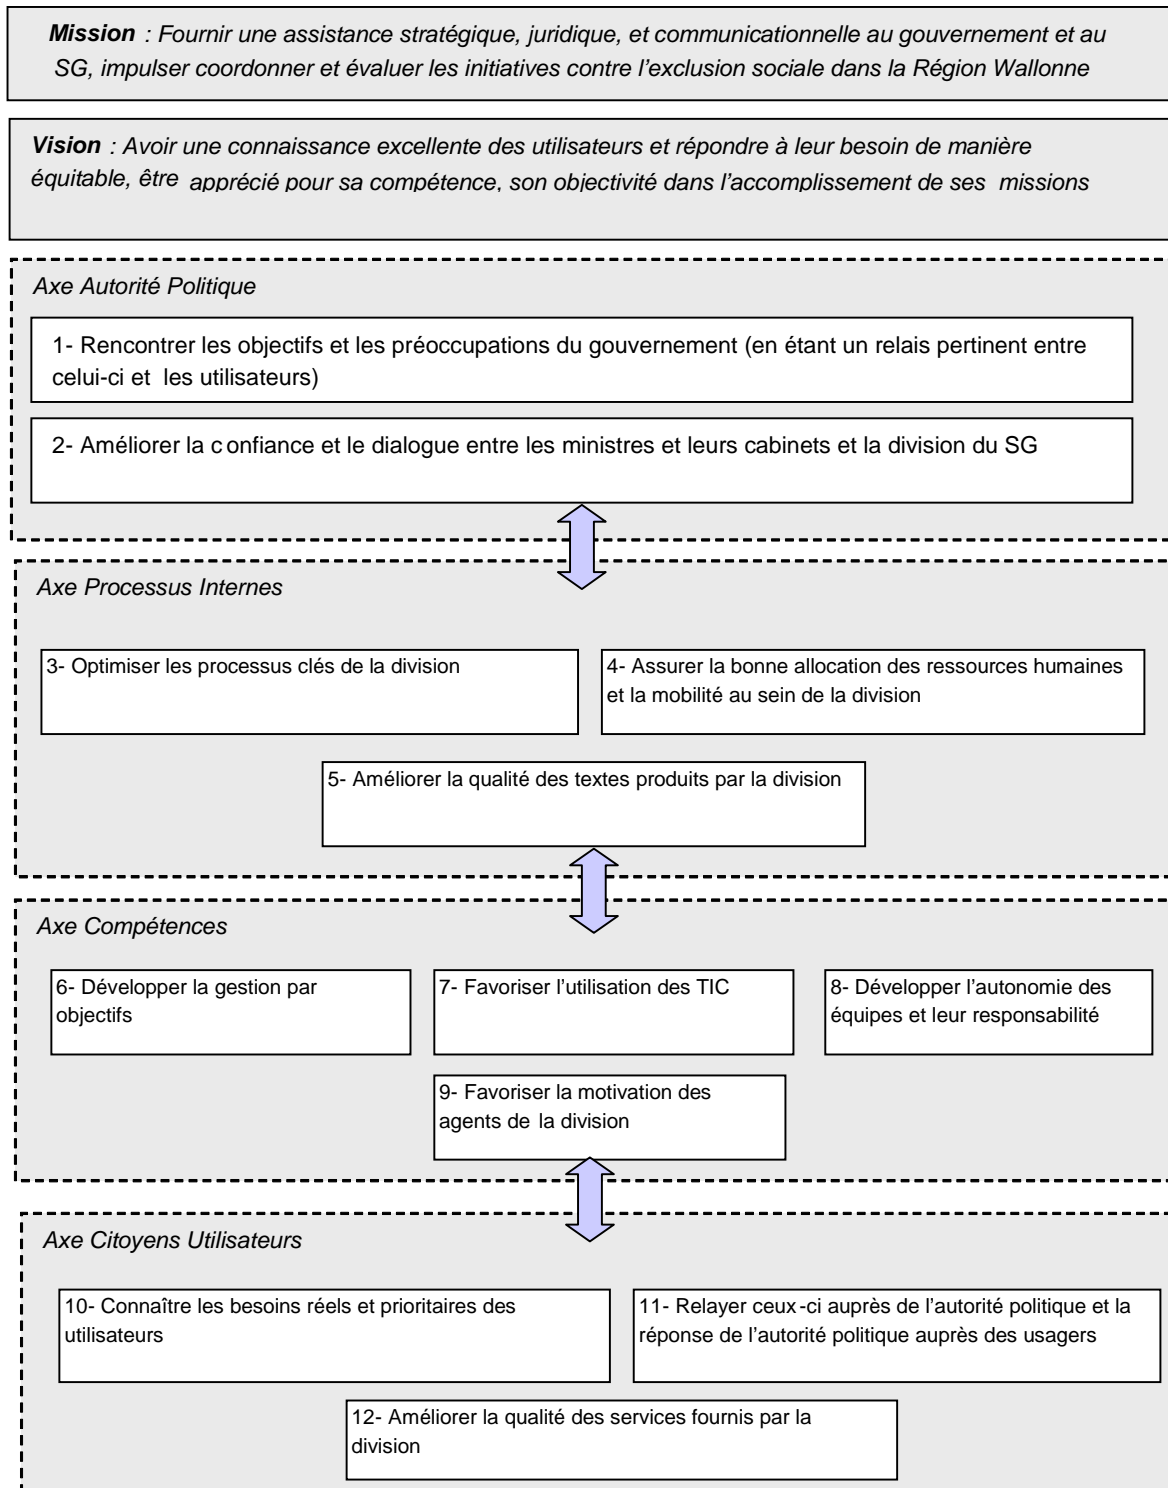 Mission : Fournir une assistance stratégique, juridique, et communicationnelle au gouvernement et au
SG, impulser coordonner et évaluer les initiatives contre l’exclusion sociale dans la Région Wallonne
Vision : Avoir une connaissance excellente des utilisateurs et répondre à leur besoin de manière
équitable, être apprécié pour sa compétence, son objectivité dans l’accomplissement de ses missions
Axe Autorité Politique
1- Rencontrer les objectifs et les préoccupations du gouvernement (en étant un relais pertinent entre
celui-ci et les utilisateurs)
2- Améliorer la confiance et le dialogue entre les ministres et leurs cabinets et la division du SG
Axe Processus Internes
3- Optimiser les processus clés de la division
4- Assurer la bonne allocation des ressources humaines
et la mobilité au sein de la division
5- Améliorer la qualité des textes produits par la division
Axe Compétences
6- Développer la gestion par
objectifs
7- Favoriser l’utilisation des TIC
8- Développer l’autonomie des
équipes et leur responsabilité
9- Favoriser la motivation des
agents de la division
Axe Citoyens Utilisateurs
10- Connaître les besoins réels et prioritaires des
utilisateurs
11- Relayer ceux-ci auprès de l’autorité politique et la
réponse de l’autorité politique auprès des usagers
12- Améliorer la qualité des services fournis par la
division